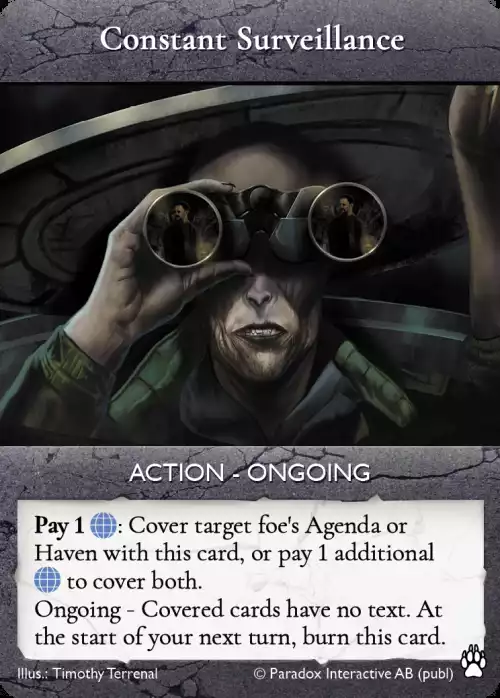 Constant Surveillance
ACTION - ONGOING
Pay 1 : Cover target foe's Agenda or
Haven with this card, or pay 1 additional
to cover both.
Ongoing - Covered cards have no text. At
the start of your next turn, burn this card.
Illus.: Timothy Terrenal © Paradox Interactive AB (publ)